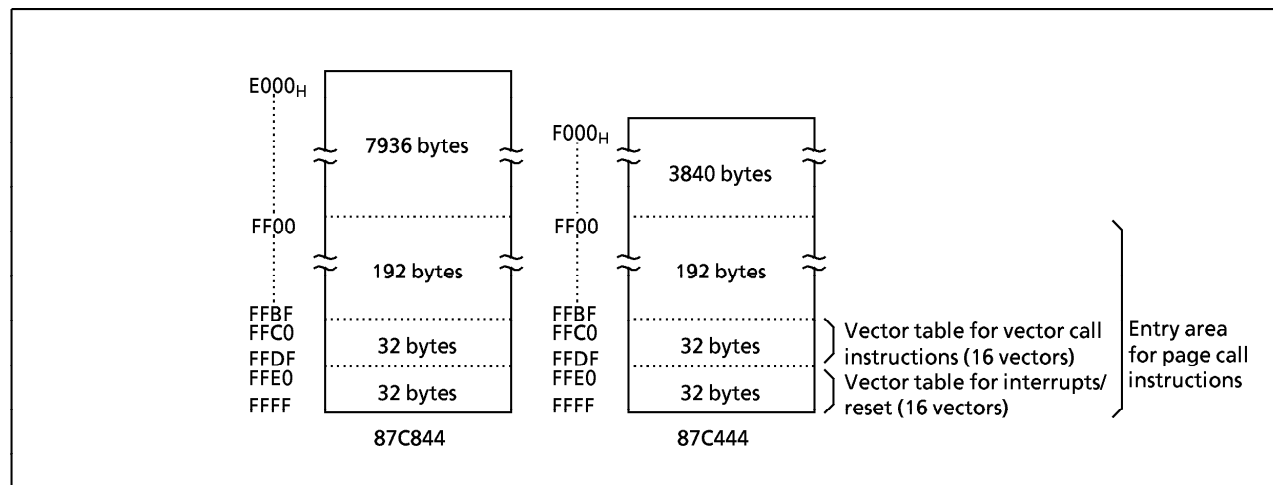 E000H
7936 bytes
FF00
192 bytes
FFBF
FFC0
32 bytes
FFDF
FFE0
32 bytes
FFFF
87C844
F000H
3840 bytes
FF00
192 bytes
FFBF
FFC0
32 bytes
FFDF
FFE0
32 bytes
FFFF
87C444
Vector table for vector call
instructions (16 vectors)
Vector table for interrupts/
reset (16 vectors)
Entry area
for page call
instructions